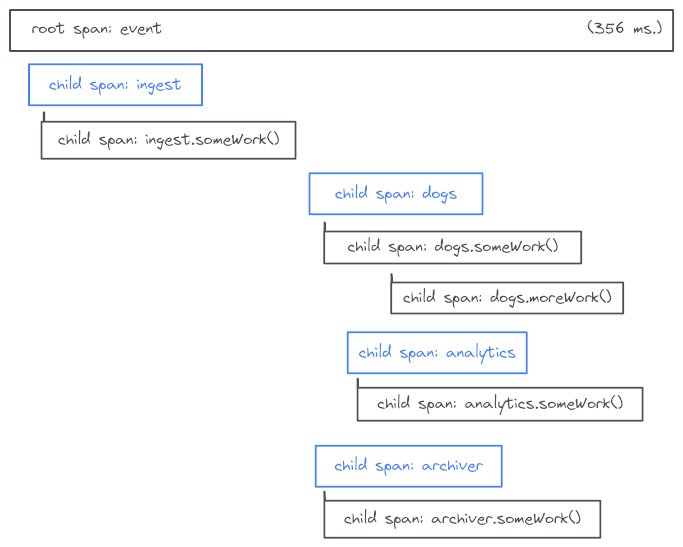 root span: event (356 ms.)
child span: ingest
child span: ingest.someWork()
child span: dogs
child span: dogs.someWork()
child span: dogs.moreWork()
child span: analytics
child span: analytics.someWork()
child span: archiver
child span: archiver.someWork()